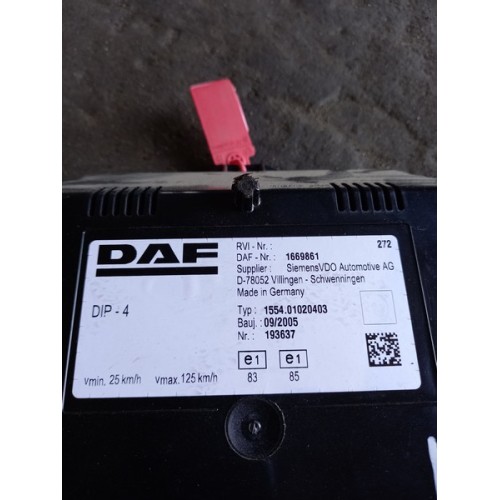 DAF
DIP - 4
vmin. 25 km/h vmax. 125 km/h
RVI - Nr. : 272
DAF - Nr. : 1669861
Supplier : SiemensVDO Automotive AG
D-78052 Villingen - Schwenningen
Made in Germany
Typ : 1554.01020403
Bauj. : 09/2005
Nr. : 193637
e1 e1
83 85